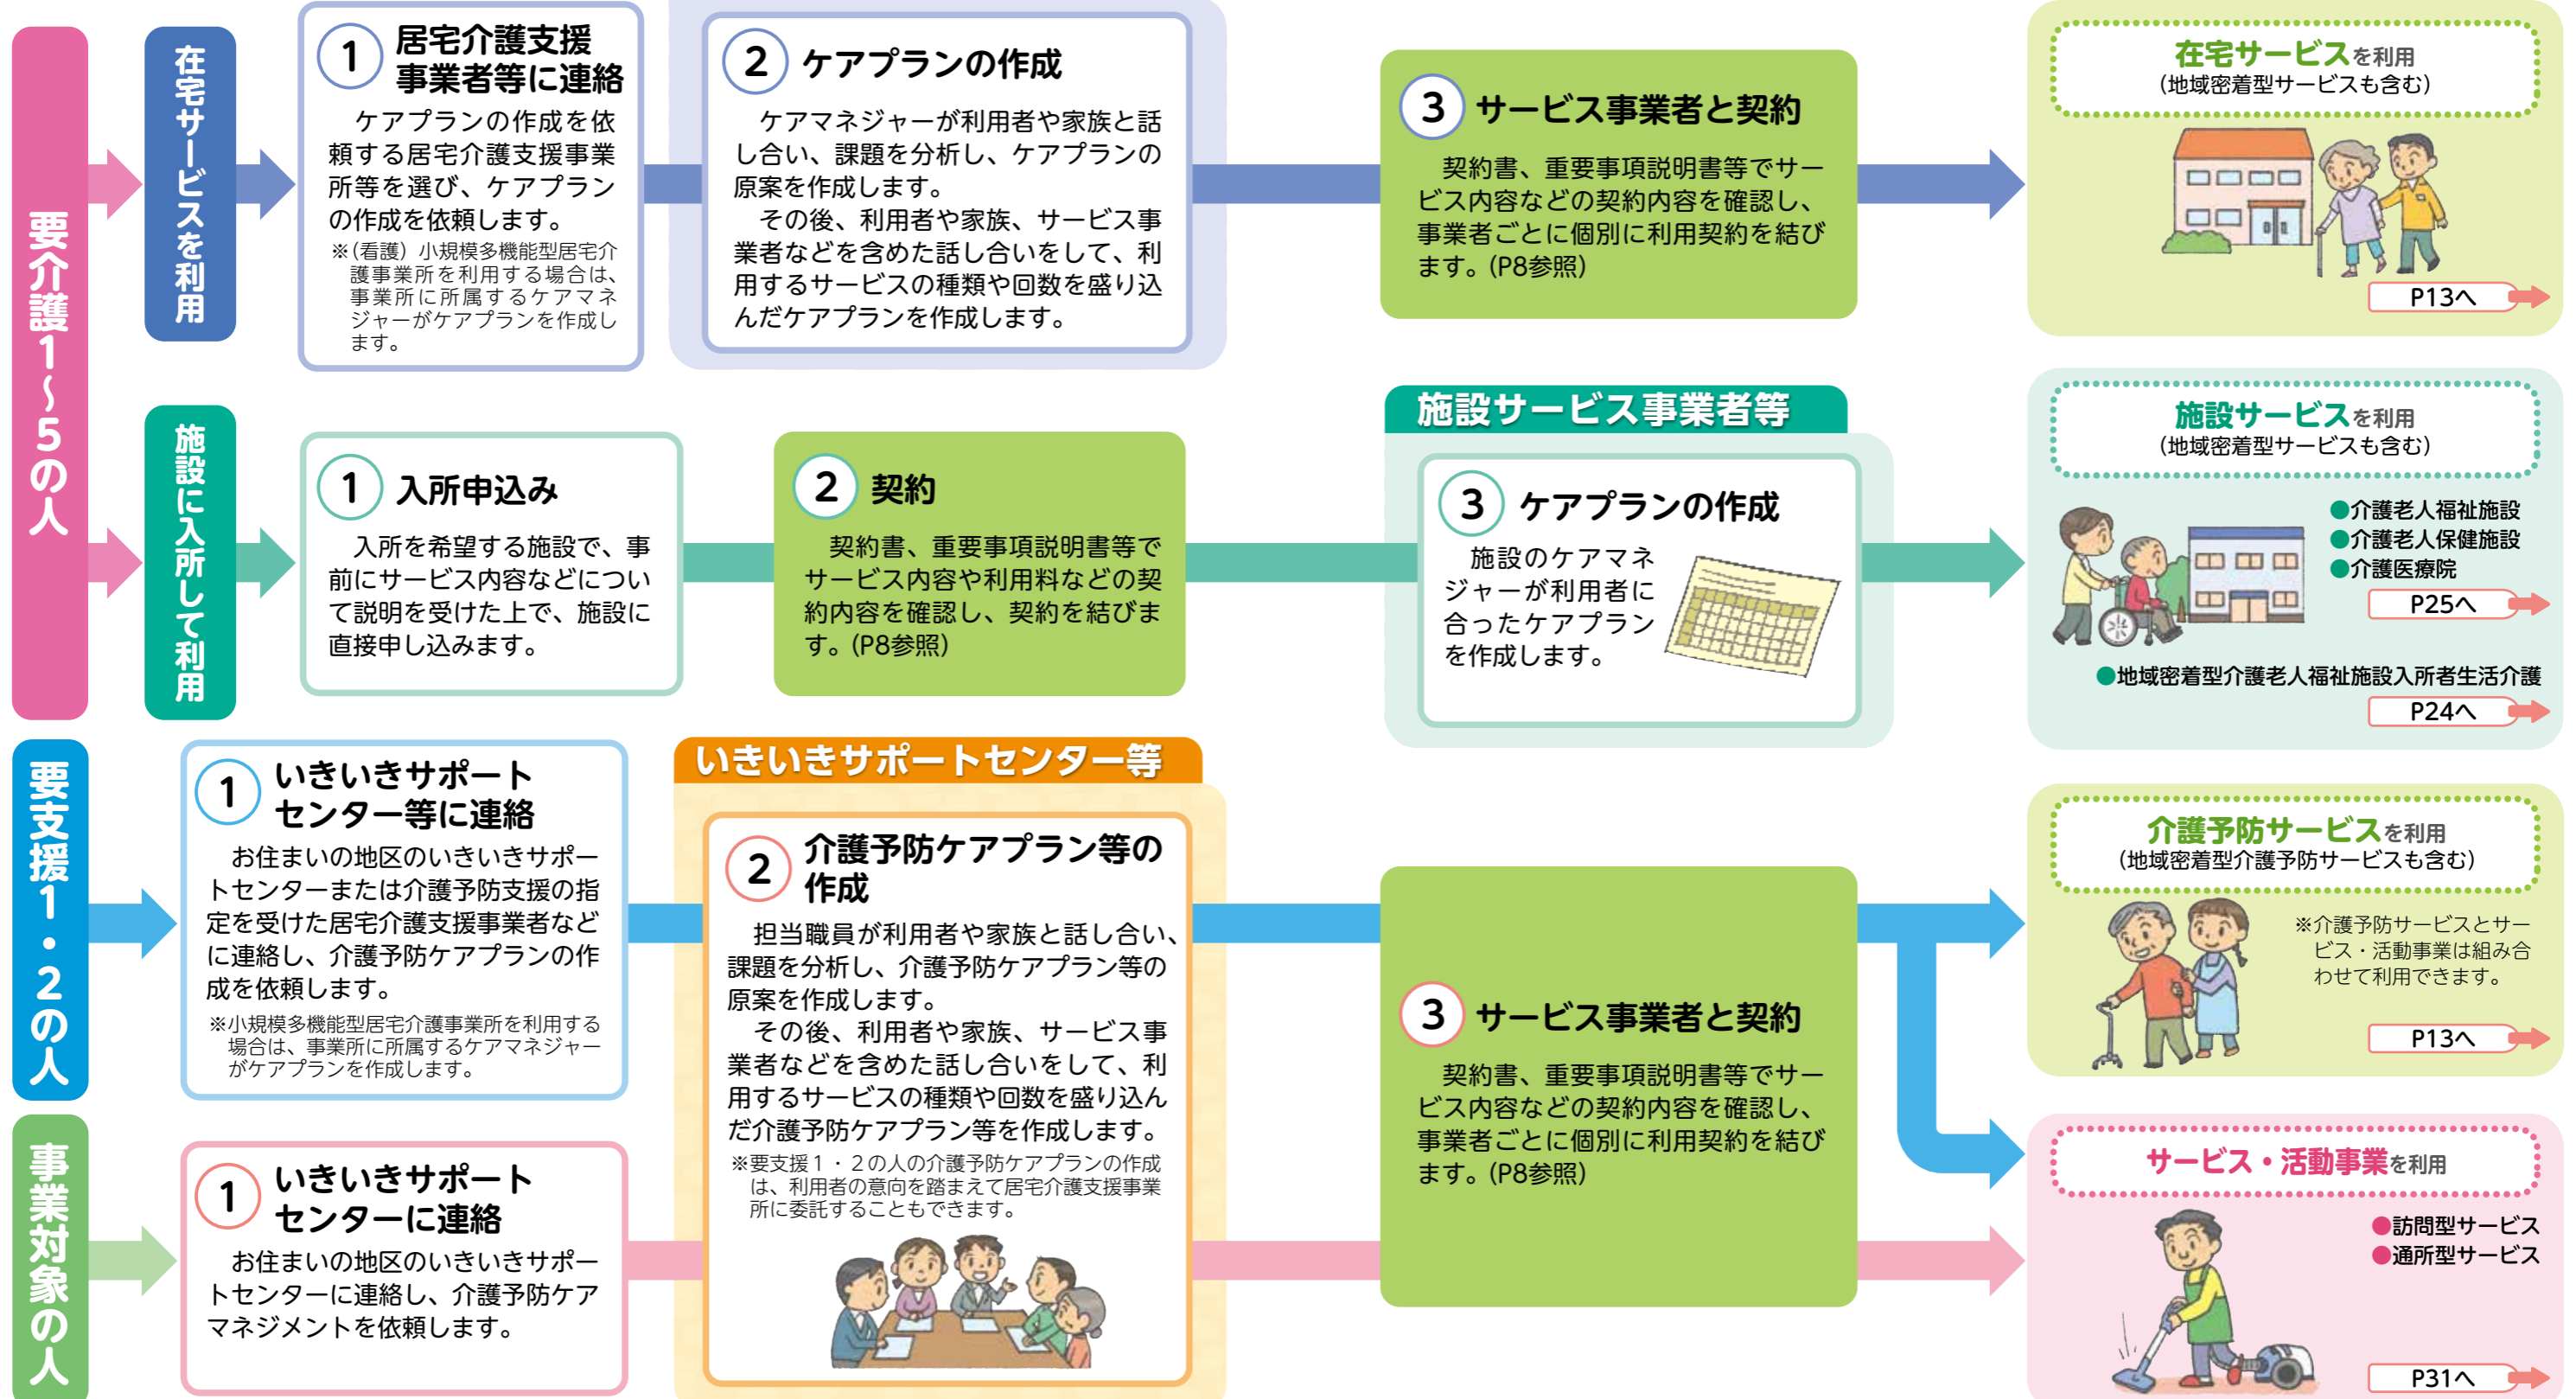 要介護1～5の人
在宅サービスを利用
1 居宅介護支援
事業者等に連絡
ケアプランの作成を依
頼する居宅介護支援事業
所等を選び、ケアプラン
の作成を依頼します。
※(看護)小規模多機能型居宅介
護事業所を利用する場合は、
事業所に所属するケアマネ
ジャーがケアプランを作成し
ます。
2 ケアプランの作成
ケアマネジャーが利用者や家族と話
し合い、課題を分析し、ケアプランの
原案を作成します。
その後、利用者や家族、サービス事
業者などを含めた話し合いをして、利
用するサービスの種類や回数を盛り込
んだケアプランを作成します。
3 サービス事業者と契約
契約書、重要事項説明書等でサー
ビス内容などの契約内容を確認し、
事業者ごとに個別に利用契約を結び
ます。(P8参照)
在宅サービスを利用
(地域密着型サービスも含む)
P13へ
施設に入所して利用
1 入所申込み
入所を希望する施設で、事
前にサービス内容などについ
て説明を受けた上で、施設に
直接申し込みます。
2 契約
契約書、重要事項説明書等で
サービス内容や利用料などの契
約内容を確認し、契約を結びま
す。(P8参照)
施設サービス事業者等
3 ケアプランの作成
施設のケアマネ
ジャーが利用者に
合ったケアプラン
を作成します。
施設サービスを利用
(地域密着型サービスも含む)
●介護老人福祉施設
●介護老人保健施設
●介護医療院
P25へ
●地域密着型介護老人福祉施設入所者生活介護
P24へ
要支援1・2の人
1 いきいきサポート
センター等に連絡
お住まいの地区のいきいきサポー
トセンターまたは介護予防支援の指
定を受けた居宅介護支援事業者など
に連絡し、介護予防ケアプランの作
成を依頼します。
※小規模多機能型居宅介護事業所を利用する
場合は、事業所に所属するケアマネジャー
がケアプランを作成します。
事業対象の人
1 いきいきサポート
センターに連絡
お住まいの地区のいきいきサポー
トセンターに連絡し、介護予防ケア
マネジメントを依頼します。
いきいきサポートセンター等
2 介護予防ケアプラン等の
作成
担当職員が利用者や家族と話し合い、
課題を分析し、介護予防ケアプラン等の
原案を作成します。
その後、利用者や家族、サービス事
業者などを含めた話し合いをして、利
用するサービスの種類や回数を盛り込ん
だ介護予防ケアプラン等を作成します。
※要支援1・2の人の介護予防ケアプランの作成
は、利用者の意向を踏まえて居宅介護支援事業
所に委託することもできます。
3 サービス事業者と契約
契約書、重要事項説明書等でサー
ビス内容などの契約内容を確認し、
事業者ごとに個別に利用契約を結び
ます。(P8参照)
介護予防サービスを利用
(地域密着型介護予防サービスも含む)
※介護予防サービスとサー
ビス・活動事業は組み合
わせて利用できます。
P13へ
サービス・活動事業を利用
●訪問型サービス
●通所型サービス
P31へ